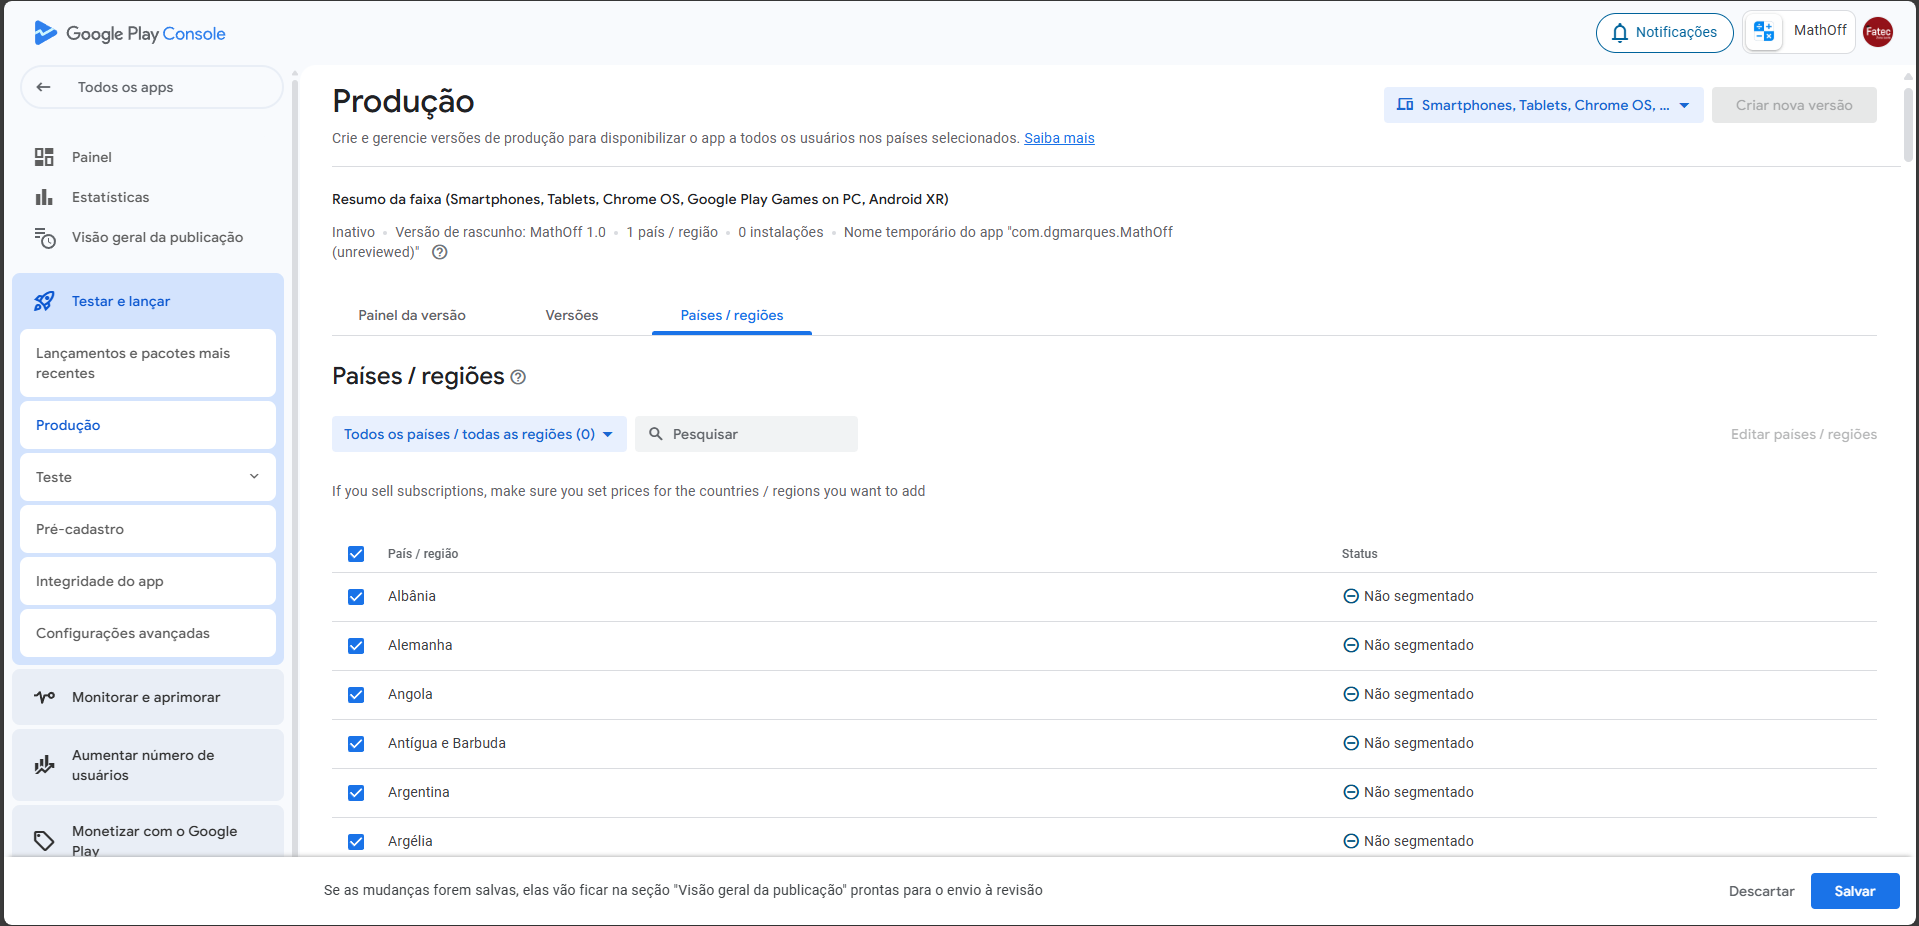 Google Play Console
Notificações
MathOff
Fatec
Todos os apps
Painel
Estatísticas
Visão geral da publicação
Testar e lançar
Lançamentos e pacotes mais
recentes
Produção
Teste
Pré-cadastro
Integridade do app
Configurações avançadas
Monitorar e aprimorar
Aumentar número de
usuários
Monetizar com o Google
Play
Produção
Smartphones, Tablets, Chrome OS, ...
Criar nova versão
Crie e gerencie versões de produção para disponibilizar o app a todos os usuários nos países selecionados. Saiba mais
Resumo da faixa (Smartphones, Tablets, Chrome OS, Google Play Games on PC, Android XR)
Inativo • Versão de rascunho: MathOff 1.0 • 1 país / região • 0 instalações • Nome temporário do app "com.dgmarques.MathOff
(unreviewed)"
Painel da versão
Versões
Países / regiões
Países / regiões
Todos os países / todas as regiões (0)
Pesquisar
Editar países / regiões
If you sell subscriptions, make sure you set prices for the countries / regions you want to add
País / região
Status
Albânia
Não segmentado
Alemanha
Não segmentado
Angola
Não segmentado
Antígua e Barbuda
Não segmentado
Argentina
Não segmentado
Argélia
Não segmentado
Se as mudanças forem salvas, elas vão ficar na seção "Visão geral da publicação" prontas para o envio à revisão
Descartar
Salvar